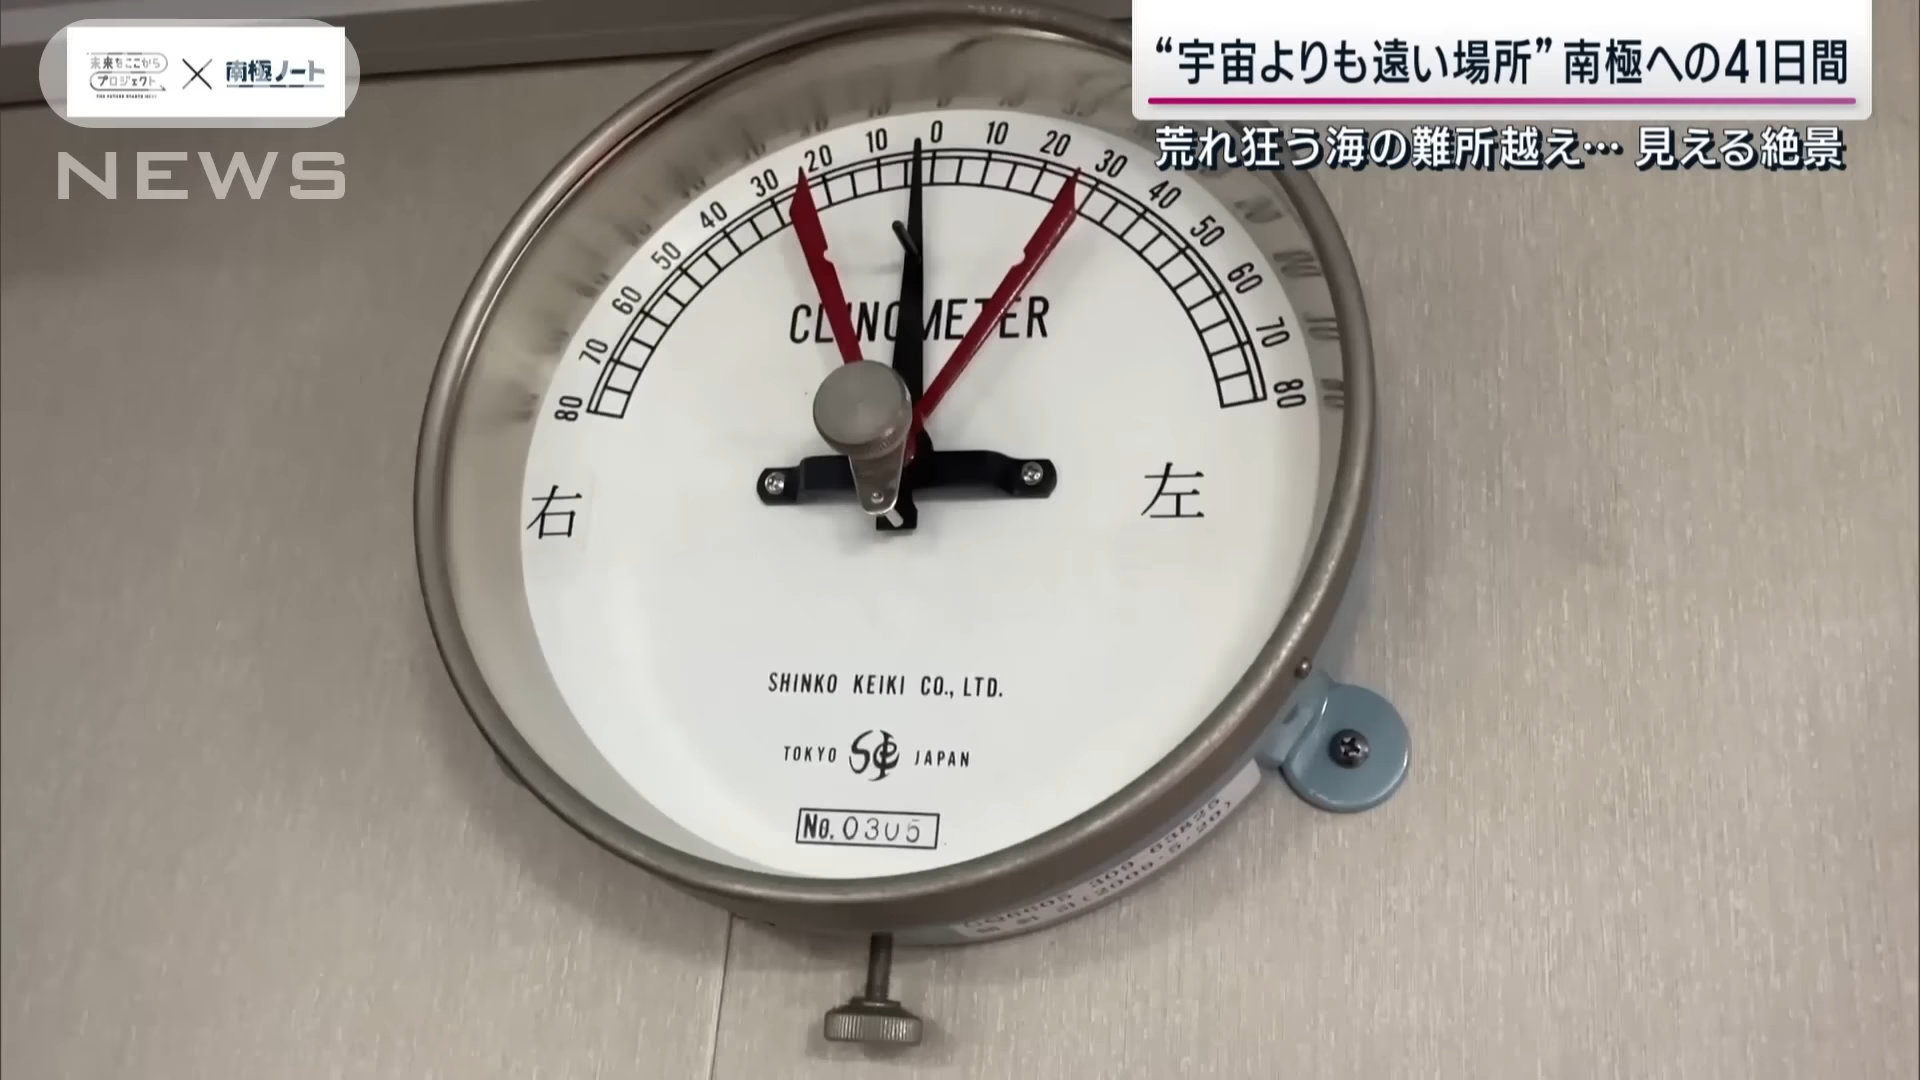 未来をここから
プロジェクト
THE FUTURE STARTS HERE
×
南極ノート
NEWS
“宇宙よりも遠い場所”南極への41日間
荒れ狂う海の難所越え… 見える絶景
80 70 60 50 40 30 20 10 0 10 20 30 40 50 60 70 80
CLINOMETER
右
左
SHINKO KEIKI CO., LTD.
TOKYO JAPAN
No. 0305